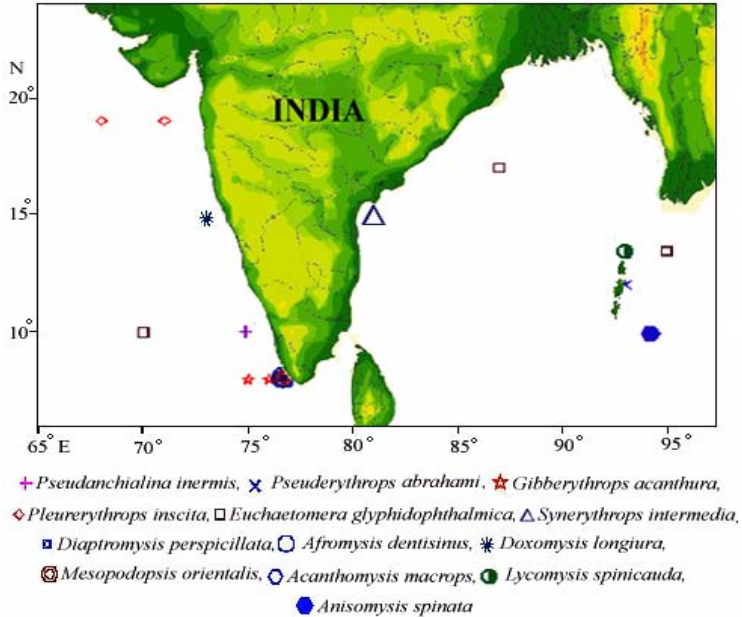 N
20°
INDIA
15°
10°
65° E 70° 75° 80° 85° 90° 95°
Pseudanchialina inermis, Pseuderythrops abrahami, Gibberythrops acanthura,
Pleurerythrops inscita, Euchaetomera glyphidophthalmica, Synerythrops intermedia,
Diaptromysis perspicillata, Afromysis dentisinus, Doxomysis longiura,
Mesopodopsis orientalis, Acanthomysis macrops, Lycomysis spinicauda,
Anisomysis spinata